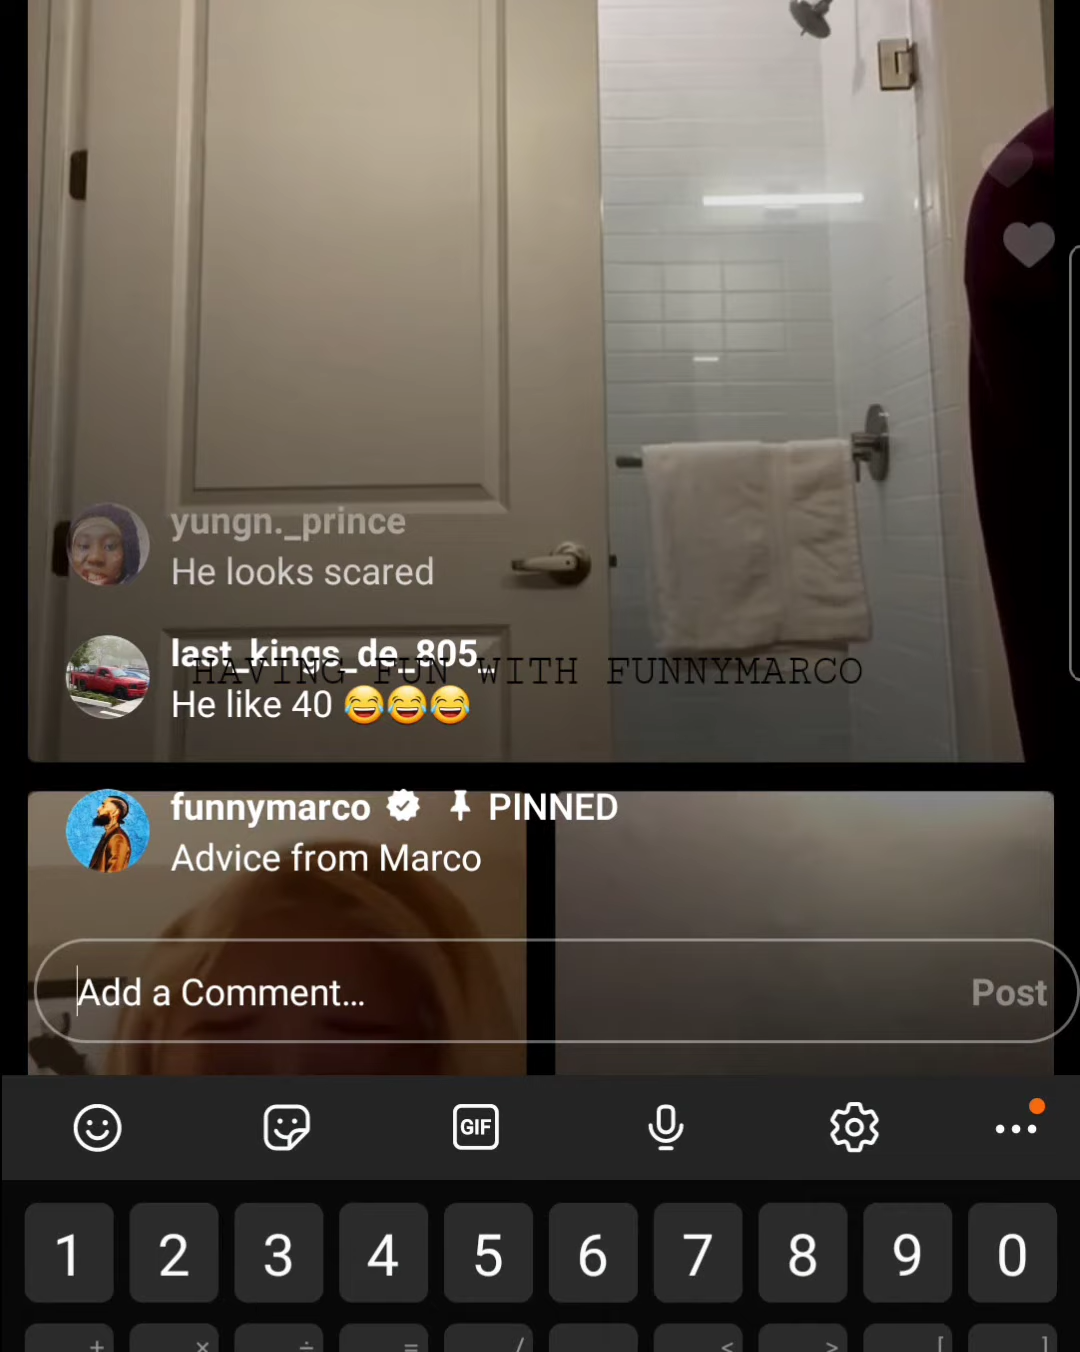 yungn._prince
He looks scared
last_kings_de_805_
HAVING FUN WITH FUNNYMARCO
He like 40 😂😂😂
funnymarco PINNED
Advice from Marco
Add a Comment... Post
GIF
1 2 3 4 5 6 7 8 9 0
+ × ÷ = / < > [ ]